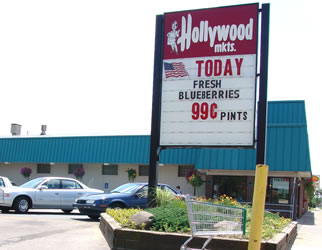 Hollywood
mkts.
TODAY
FRESH
BLUEBERRIES
99¢ PINTS